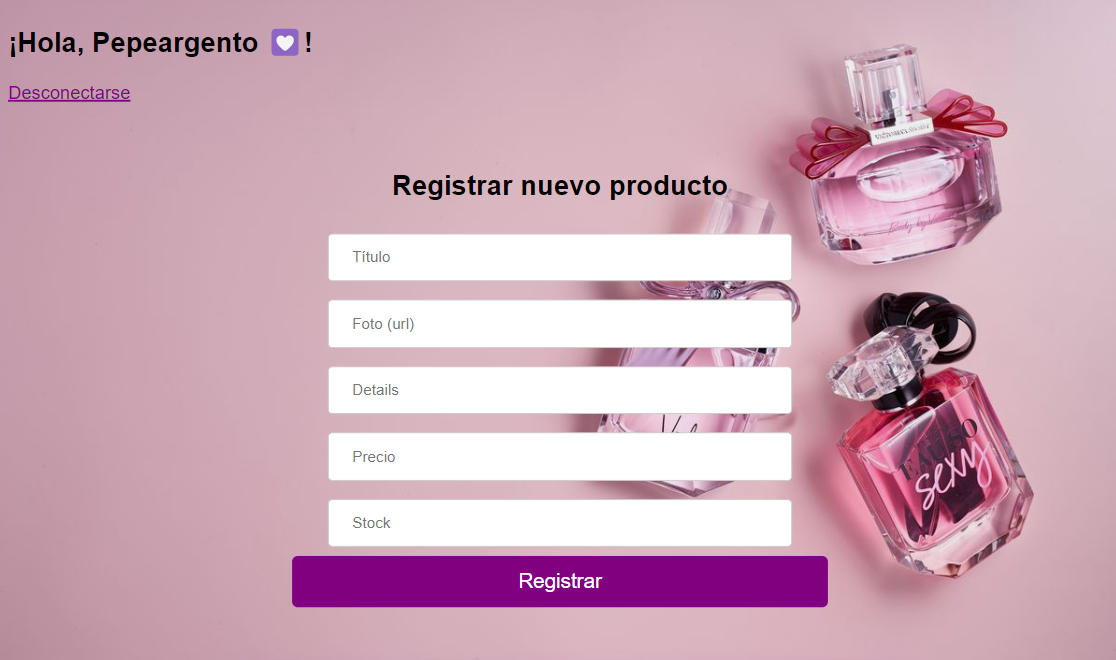 ¡Hola, Pepeargento 💟!
Desconectarse
Registrar nuevo producto
Título
Foto (url)
Details
Precio
Stock
Registrar
VICTORIA'S SECRET
sexy